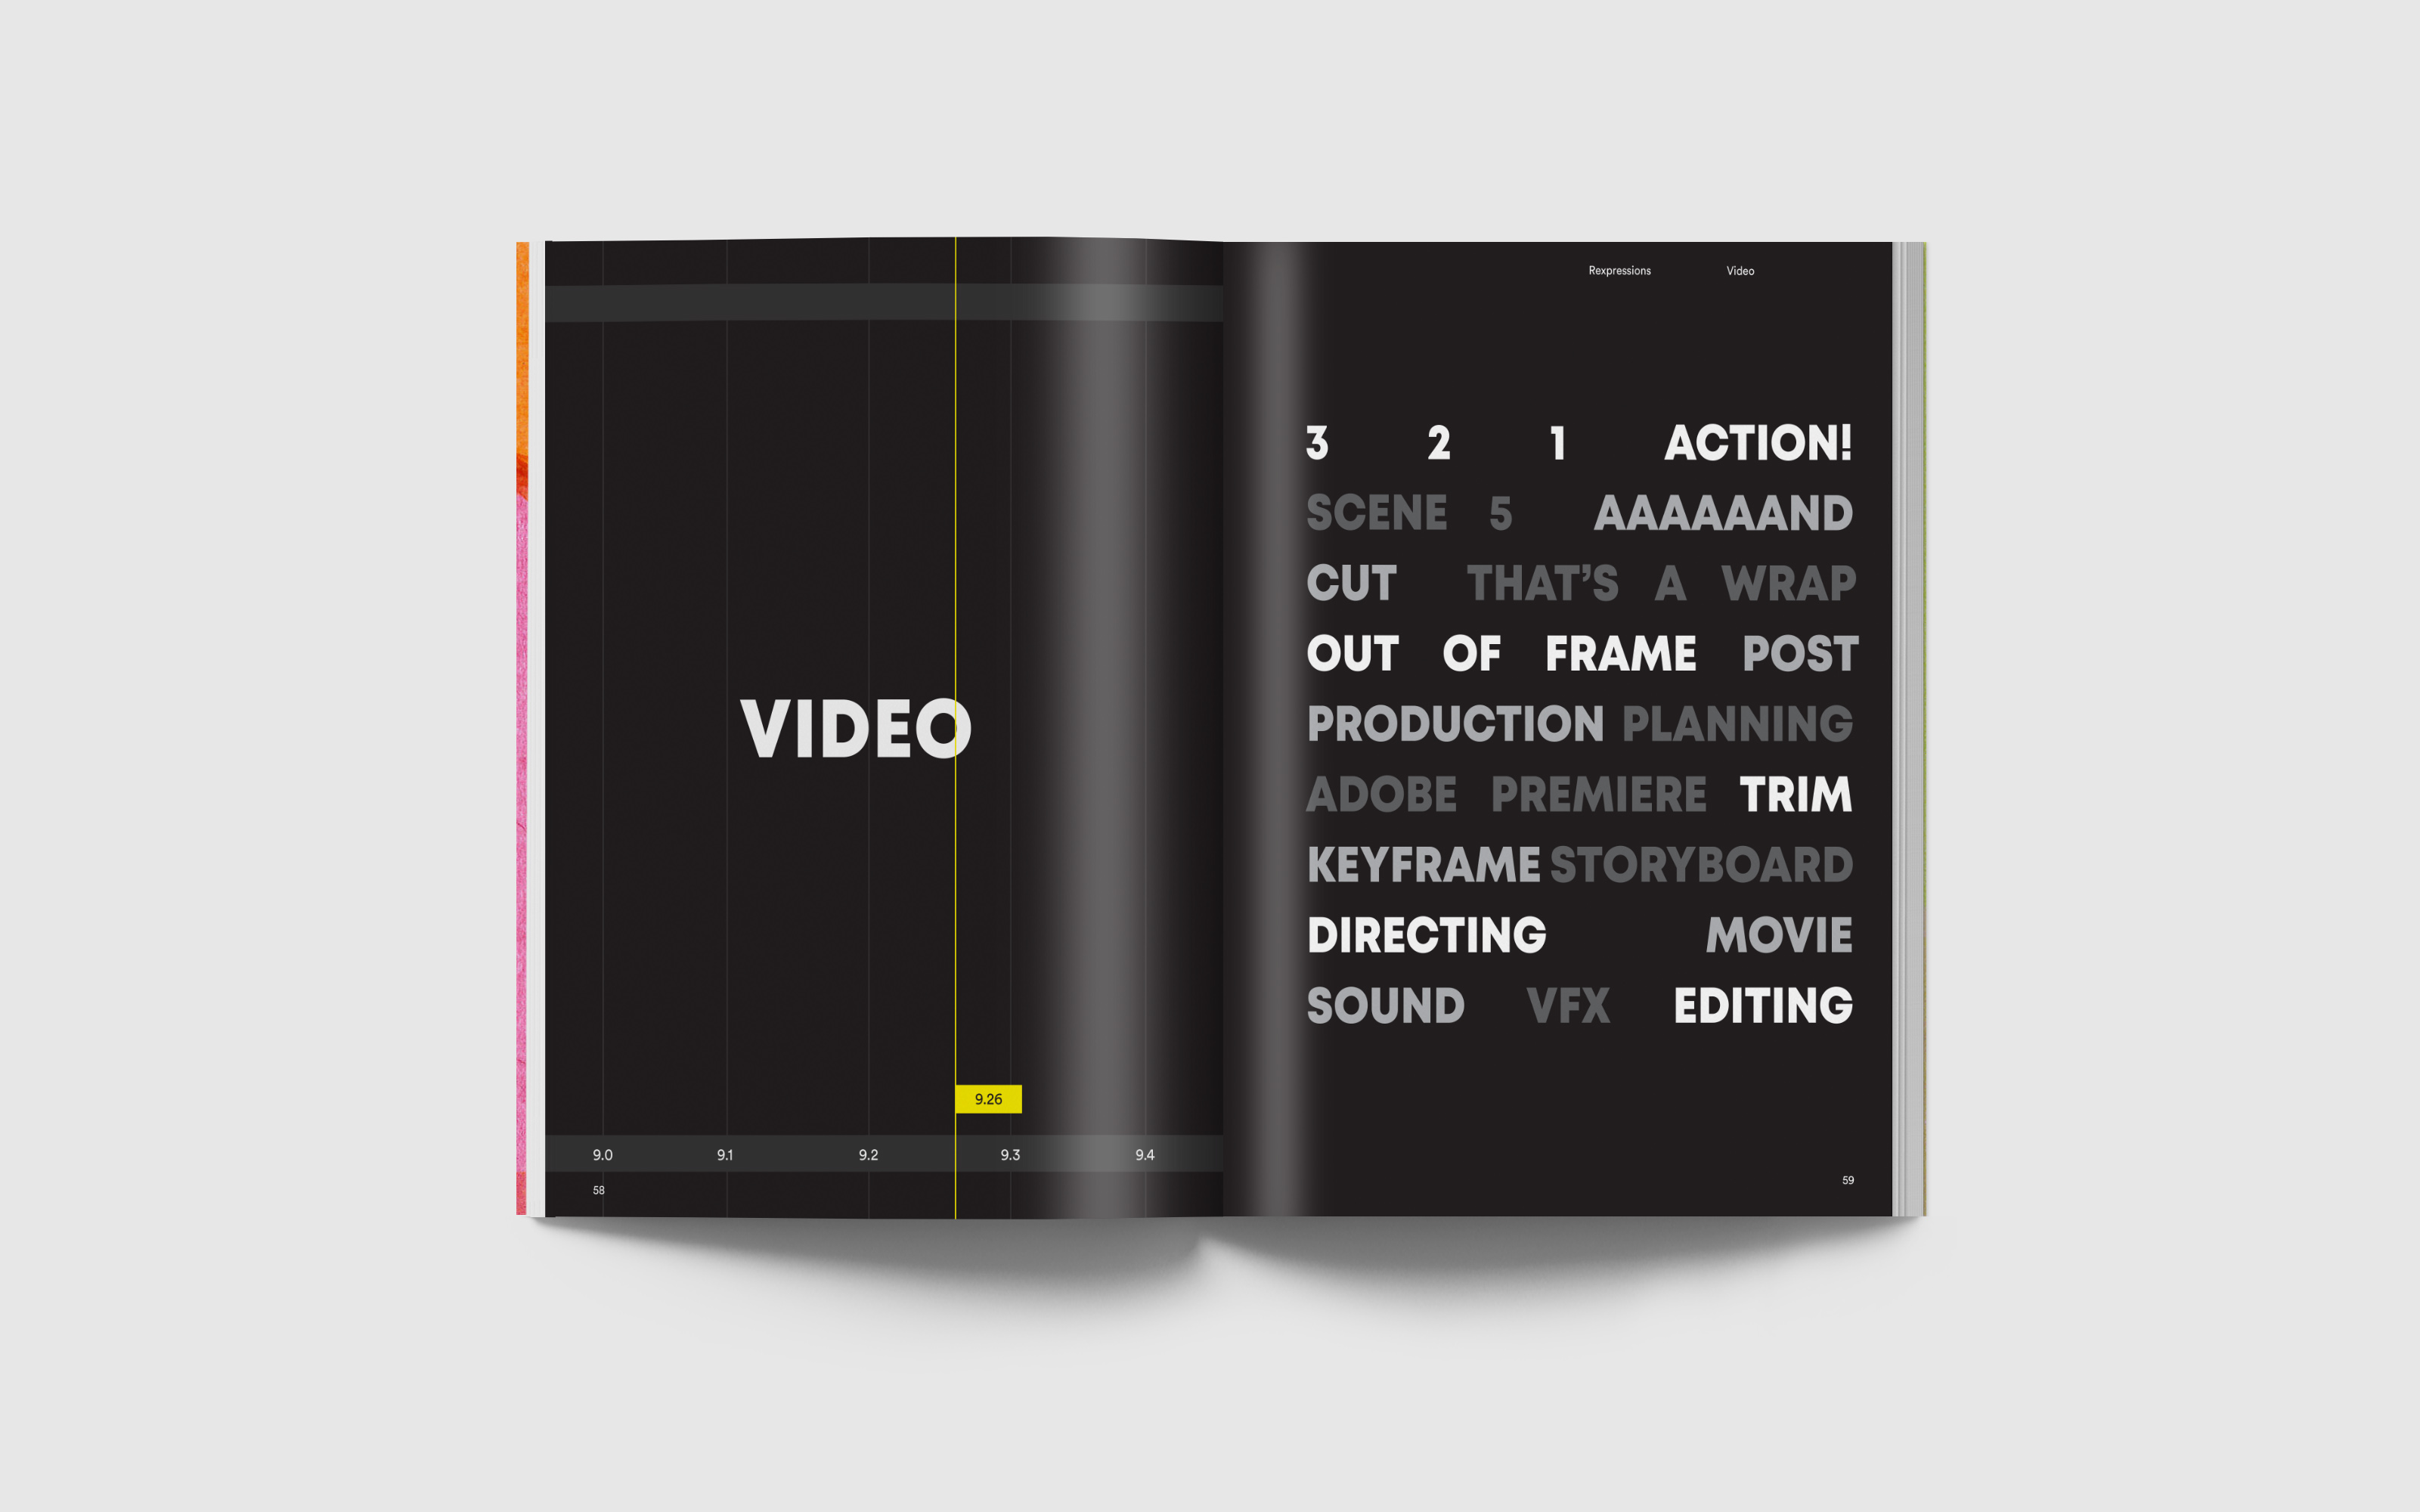 VIDEO
9.26
9.0 9.1 9.2 9.3 9.4
58
Rexpressions Video
3 2 1 ACTION!
SCENE 5 AAAAAAND
CUT THAT’S A WRAP
OUT OF FRAME POST
PRODUCTION PLANNING
ADOBE PREMIERE TRIM
KEYFRAME STORYBOARD
DIRECTING MOVIE
SOUND VFX EDITING
59